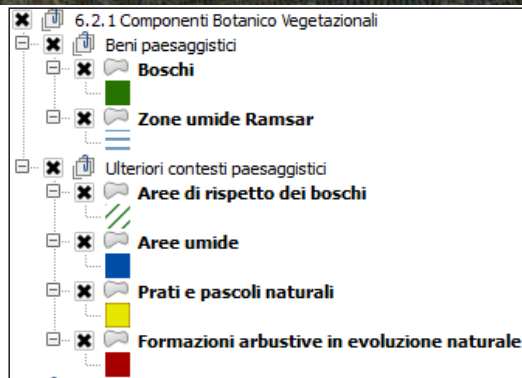 6.2.1 Componenti Botanico Vegetazionali
Beni paesaggistici
Boschi
Zone umide Ramsar
Ulteriori contesti paesaggistici
Aree di rispetto dei boschi
Aree umide
Prati e pascoli naturali
Formazioni arbustive in evoluzione naturale